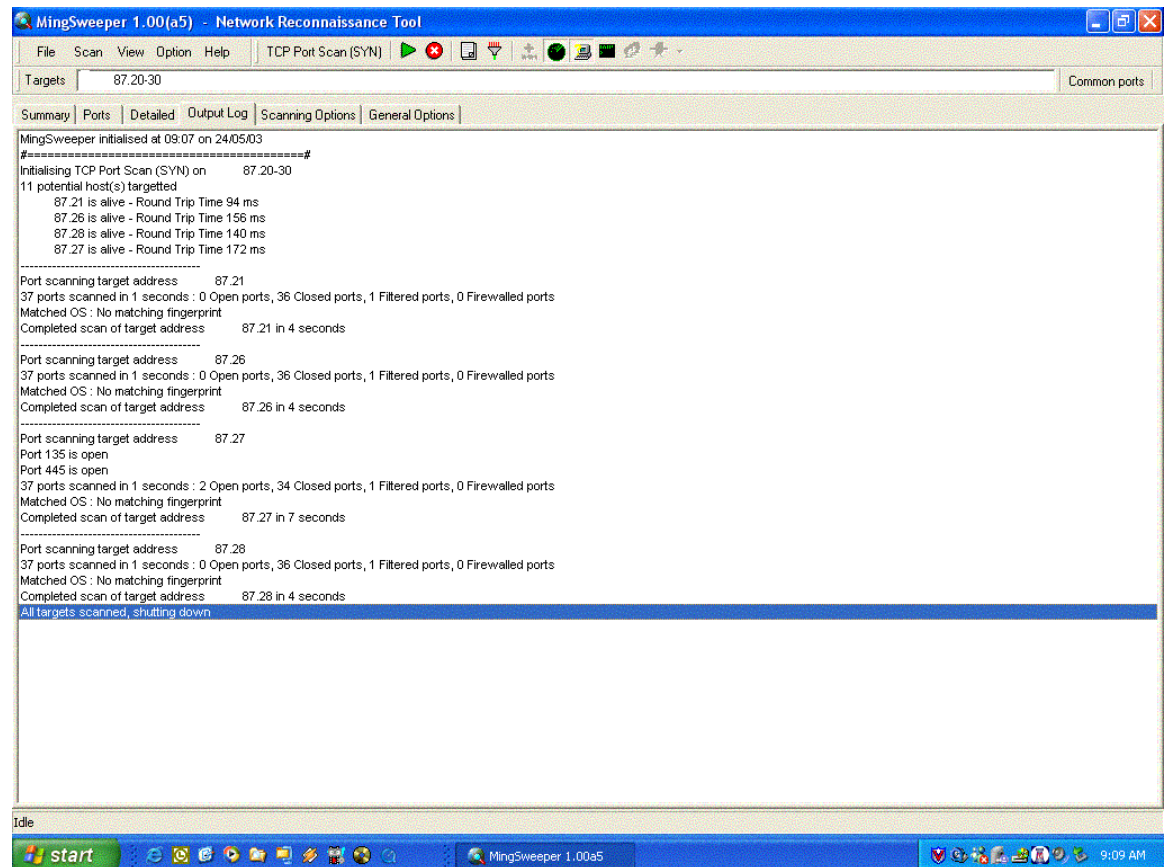 MingSweeper 1.00(a5) - Network Reconnaissance Tool
File Scan View Option Help TCP Port Scan (SYN)
Targets 87.20-30 Common ports
Summary Ports Detailed Output Log Scanning Options General Options
MingSweeper initialised at 09:07 on 24/05/03
#=========================================#
Initialising TCP Port Scan (SYN) on 87.20-30
11 potential host(s) targetted
87.21 is alive - Round Trip Time 94 ms
87.26 is alive - Round Trip Time 156 ms
87.28 is alive - Round Trip Time 140 ms
87.27 is alive - Round Trip Time 172 ms
----------------------------------------
Port scanning target address 87.21
37 ports scanned in 1 seconds : 0 Open ports, 36 Closed ports, 1 Filtered ports, 0 Firewalled ports
Matched OS : No matching fingerprint
Completed scan of target address 87.21 in 4 seconds
----------------------------------------
Port scanning target address 87.26
37 ports scanned in 1 seconds : 0 Open ports, 36 Closed ports, 1 Filtered ports, 0 Firewalled ports
Matched OS : No matching fingerprint
Completed scan of target address 87.26 in 4 seconds
----------------------------------------
Port scanning target address 87.27
Port 135 is open
Port 445 is open
37 ports scanned in 1 seconds : 2 Open ports, 34 Closed ports, 1 Filtered ports, 0 Firewalled ports
Matched OS : No matching fingerprint
Completed scan of target address 87.27 in 7 seconds
----------------------------------------
Port scanning target address 87.28
37 ports scanned in 1 seconds : 0 Open ports, 36 Closed ports, 1 Filtered ports, 0 Firewalled ports
Matched OS : No matching fingerprint
Completed scan of target address 87.28 in 4 seconds
All targets scanned, shutting down
Idle
start MingSweeper 1.00a5 9:09 AM